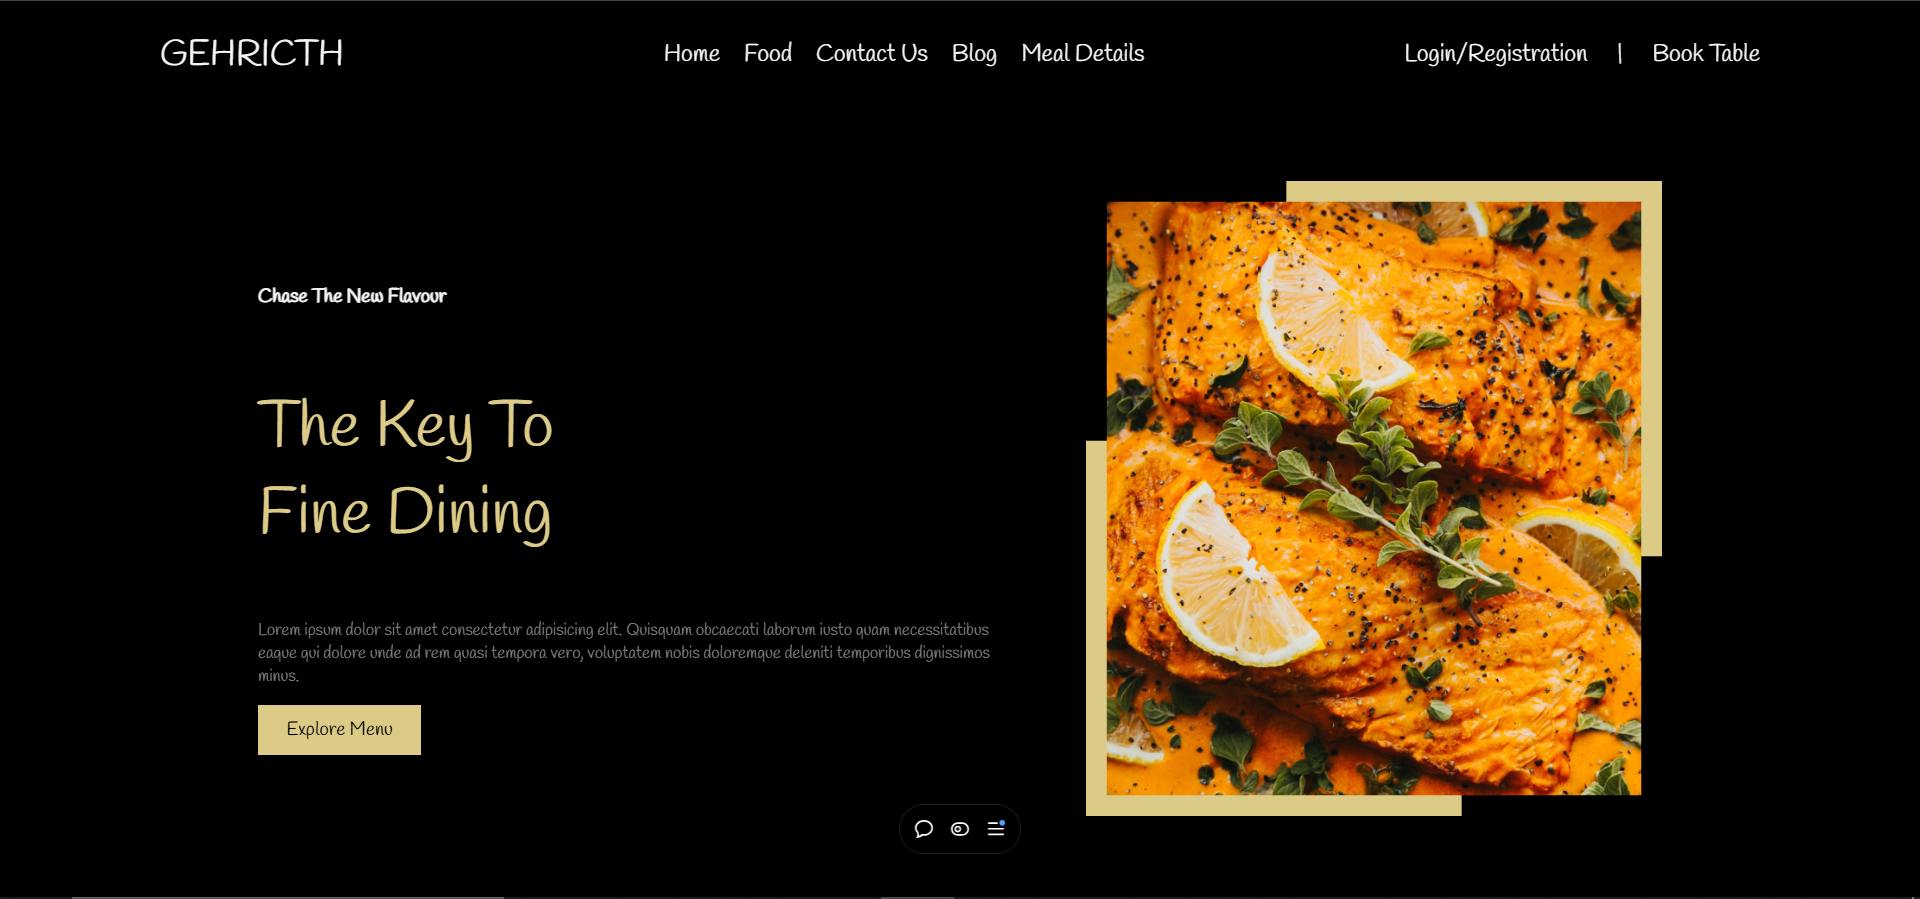 GEHRICTH
Home Food Contact Us Blog Meal Details
Login/Registration | Book Table
Chase The New Flavour
The Key To
Fine Dining
Lorem ipsum dolor sit amet consectetur adipisicing elit. Quisquam obcaecati laborum iusto quam necessitatibus
eaque qui dolore unde ad rem quasi tempora vero, voluptatem nobis doloremque deleniti temporibus dignissimos
minus.
Explore Menu